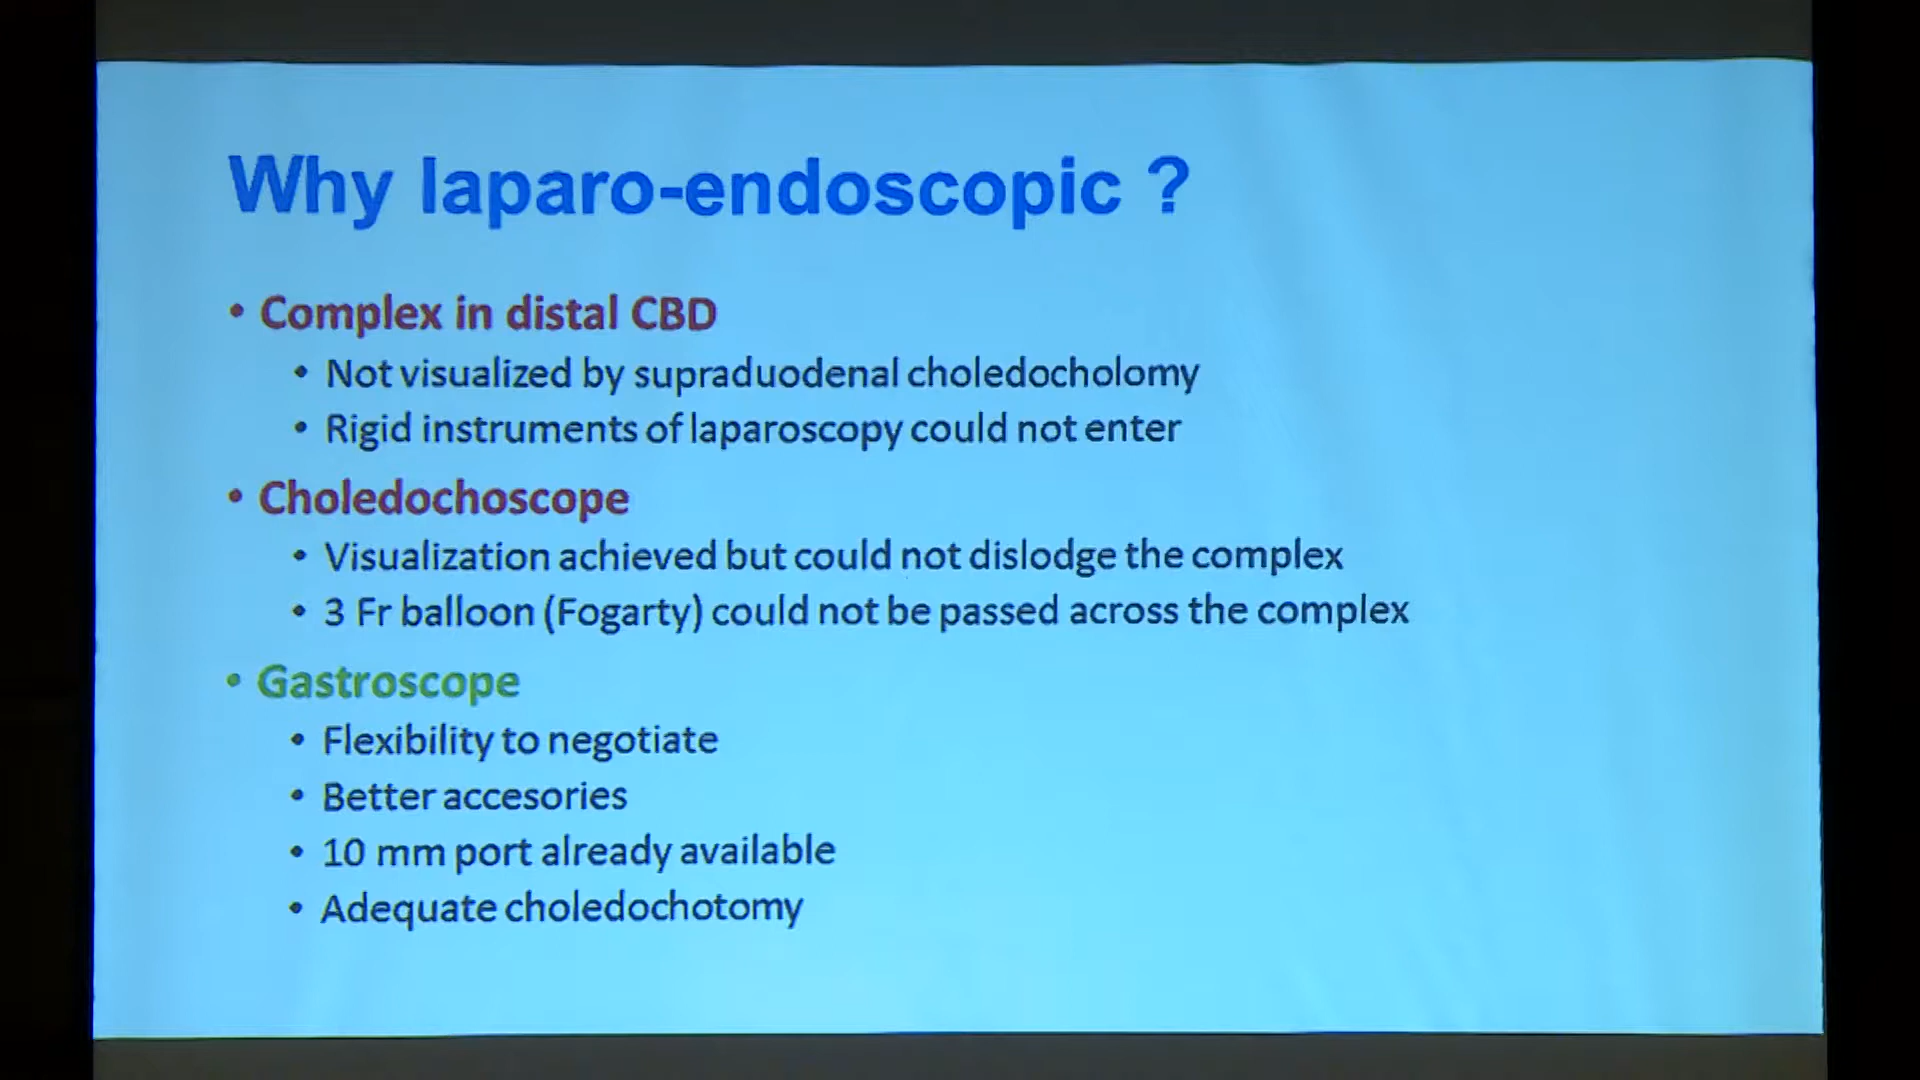 Why laparo-endoscopic ?
• Complex in distal CBD
• Not visualized by supraduodenal choledocholomy
• Rigid instruments of laparoscopy could not enter
• Choledochoscope
• Visualization achieved but could not dislodge the complex
• 3 Fr balloon (Fogarty) could not be passed across the complex
• Gastroscope
• Flexibility to negotiate
• Better accesories
• 10 mm port already available
• Adequate choledochotomy